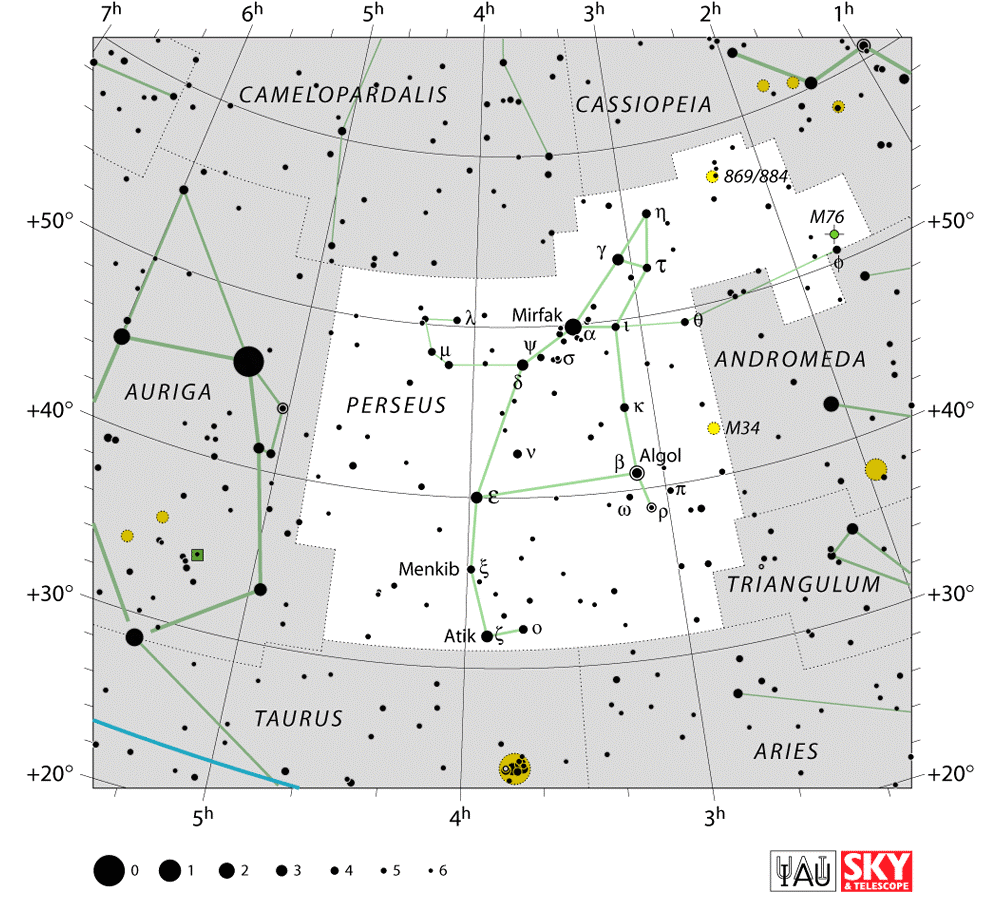 7h 6h 5h 4h 3h 2h 1h
CAMELOPARDALIS
CASSIOPEIA
869/884
+50° +50°
M76
η
γ
τ
φ
Mirfak
α
ι
θ
λ
μ
ψ
σ
δ
ANDROMEDA
AURIGA
PERSEUS
+40° +40°
κ
M34
ν
β Algol
ε
π
ω
ρ
Menkib ξ
TRIANGULUM
+30° +30°
Atik ζ
ο
TAURUS
ARIES
+20° +20°
5h 4h 3h
0 1 2 3 4 5 6
IAU
SKY
& TELESCOPE